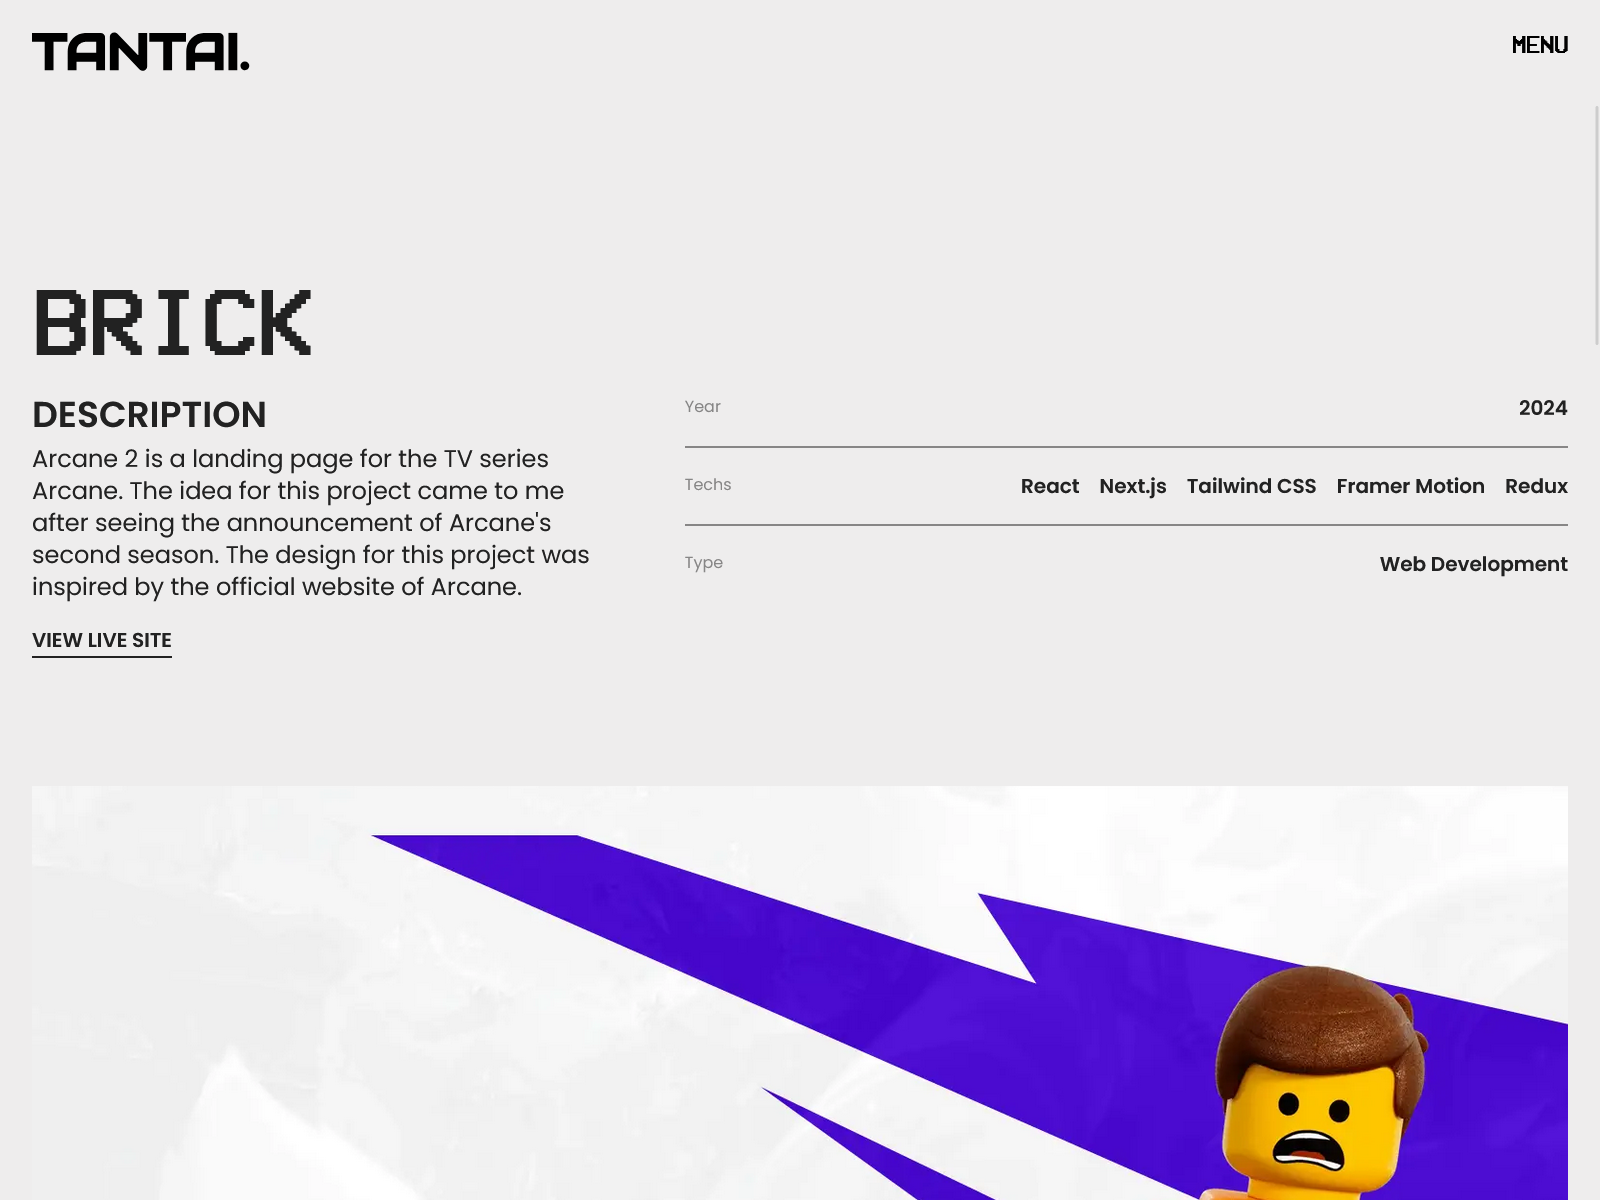 TANTAI.
MENU
BRICK
DESCRIPTION
Arcane 2 is a landing page for the TV series
Arcane. The idea for this project came to me
after seeing the announcement of Arcane's
second season. The design for this project was
inspired by the official website of Arcane.
VIEW LIVE SITE
Year 2024
Techs React Next.js Tailwind CSS Framer Motion Redux
Type Web Development